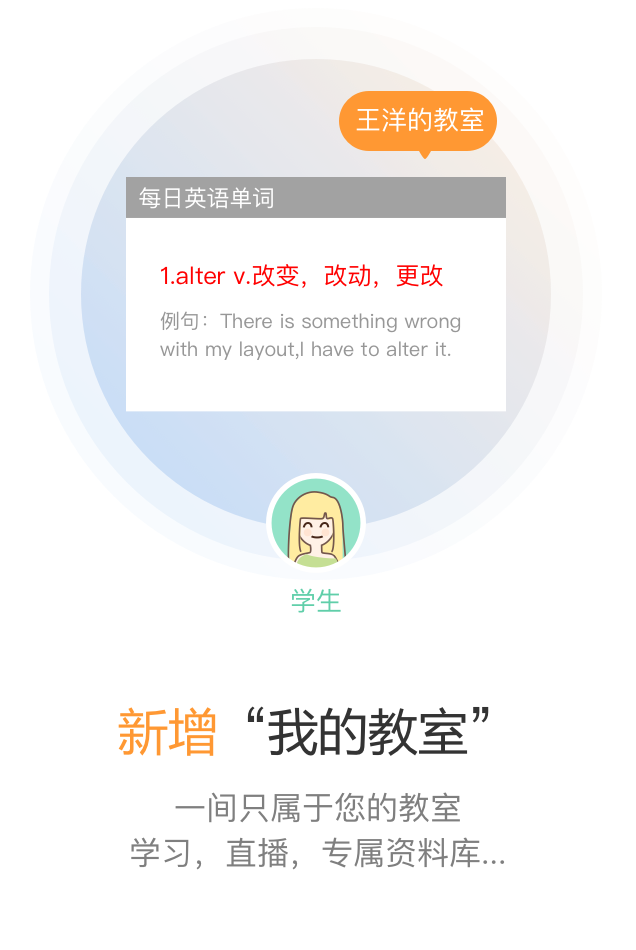 王洋的教室
每日英语单词
1.alter v.改变，改动，更改
例句：There is something wrong
with my layout,I have to alter it.
学生
新增“我的教室”
一间只属于您的教室
学习，直播，专属资料库...